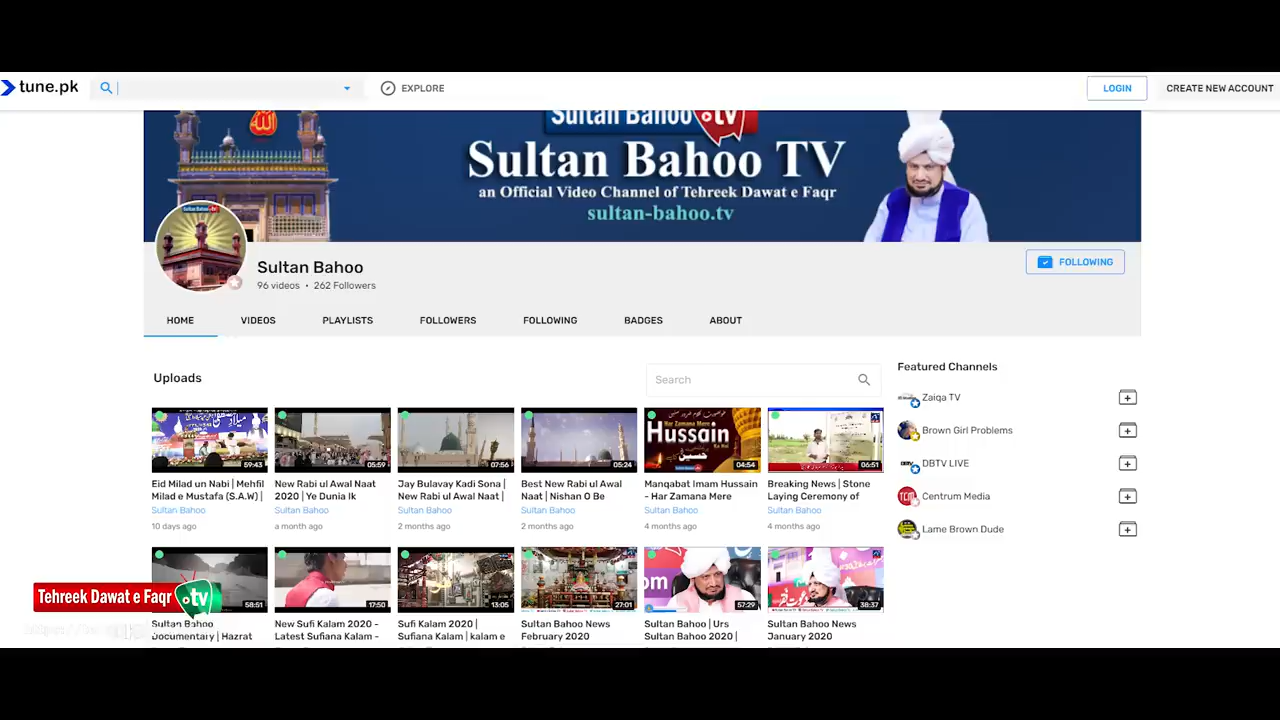 tune.pk
EXPLORE
LOGIN
CREATE NEW ACCOUNT
Sultan Bahoo TV
Sultan Bahoo TV
an Official Video Channel of Tehreek Dawat e Faqr
sultan-bahoo.tv
الله
Sultan Bahoo
96 videos • 262 Followers
FOLLOWING
HOME
VIDEOS
PLAYLISTS
FOLLOWERS
FOLLOWING
BADGES
ABOUT
Uploads
Search
59:43
05:59
07:56
05:24
Har Zamana Mere
Hussain
04:54
06:51
Eid Milad un Nabi | Mehfil
Milad e Mustafa (S.A.W) |
Sultan Bahoo
10 days ago
New Rabi ul Awal Naat
2020 | Ye Dunia Ik
Sultan Bahoo
a month ago
Jay Bulavay Kadi Sona |
New Rabi ul Awal Naat |
Sultan Bahoo
2 months ago
Best New Rabi ul Awal
Naat | Nishan O Be
Sultan Bahoo
2 months ago
Manqabat Imam Hussain
- Har Zamana Mere
Sultan Bahoo
4 months ago
Breaking News | Stone
Laying Ceremony of
Sultan Bahoo
4 months ago
58:51
17:50
13:05
27:01
57:29
38:37
Sultan Bahoo
Documentary | Hazrat
New Sufi Kalam 2020 -
Latest Sufiana Kalam -
Sufi Kalam 2020 |
Sufiana Kalam | kalam e
Sultan Bahoo News
February 2020
Sultan Bahoo | Urs
Sultan Bahoo 2020 |
Sultan Bahoo News
January 2020
Featured Channels
Zaiqa TV
Brown Girl Problems
DBTV LIVE
Centrum Media
Lame Brown Dude
Tehreek Dawat e Faqr .tv